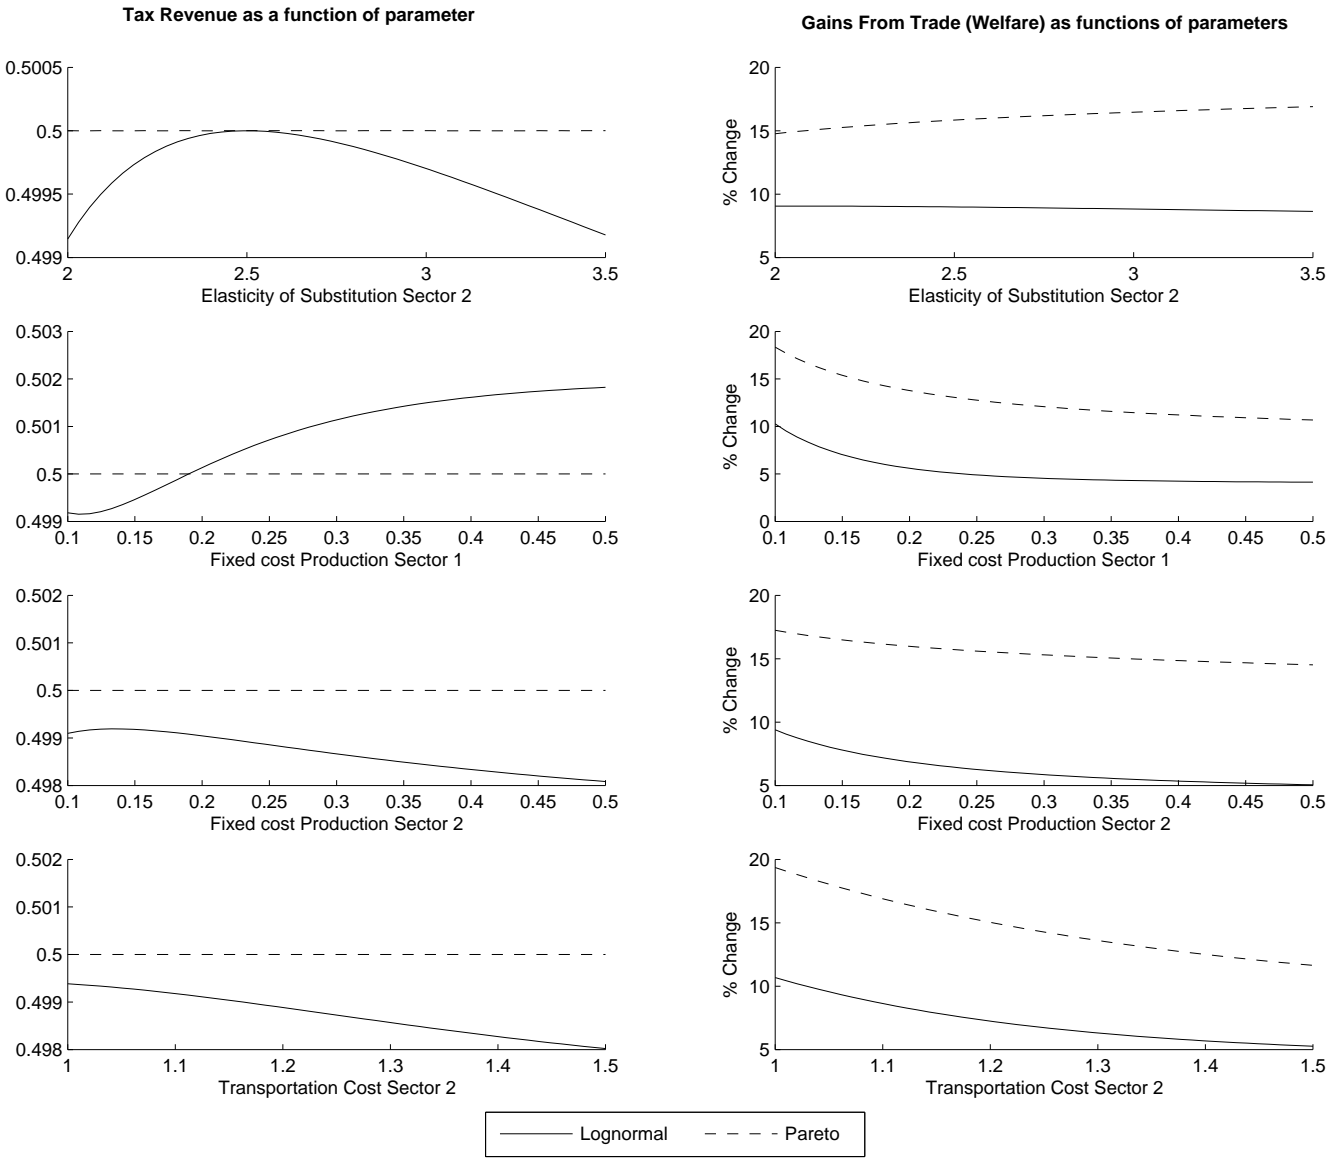 Tax Revenue as a function of parameter
0.5005
0.5
0.4995
0.499
2 2.5 3 3.5
Elasticity of Substitution Sector 2
Gains From Trade (Welfare) as functions of parameters
20
15
10
5
% Change
2 2.5 3 3.5
Elasticity of Substitution Sector 2
0.503
0.502
0.501
0.5
0.499
0.1 0.15 0.2 0.25 0.3 0.35 0.4 0.45 0.5
Fixed cost Production Sector 1
20
15
10
5
0
% Change
0.1 0.15 0.2 0.25 0.3 0.35 0.4 0.45 0.5
Fixed cost Production Sector 1
0.502
0.501
0.5
0.499
0.498
0.1 0.15 0.2 0.25 0.3 0.35 0.4 0.45 0.5
Fixed cost Production Sector 2
20
15
10
5
% Change
0.1 0.15 0.2 0.25 0.3 0.35 0.4 0.45 0.5
Fixed cost Production Sector 2
0.502
0.501
0.5
0.499
0.498
1 1.1 1.2 1.3 1.4 1.5
Transportation Cost Sector 2
20
15
10
5
% Change
1 1.1 1.2 1.3 1.4 1.5
Transportation Cost Sector 2
Lognormal Pareto